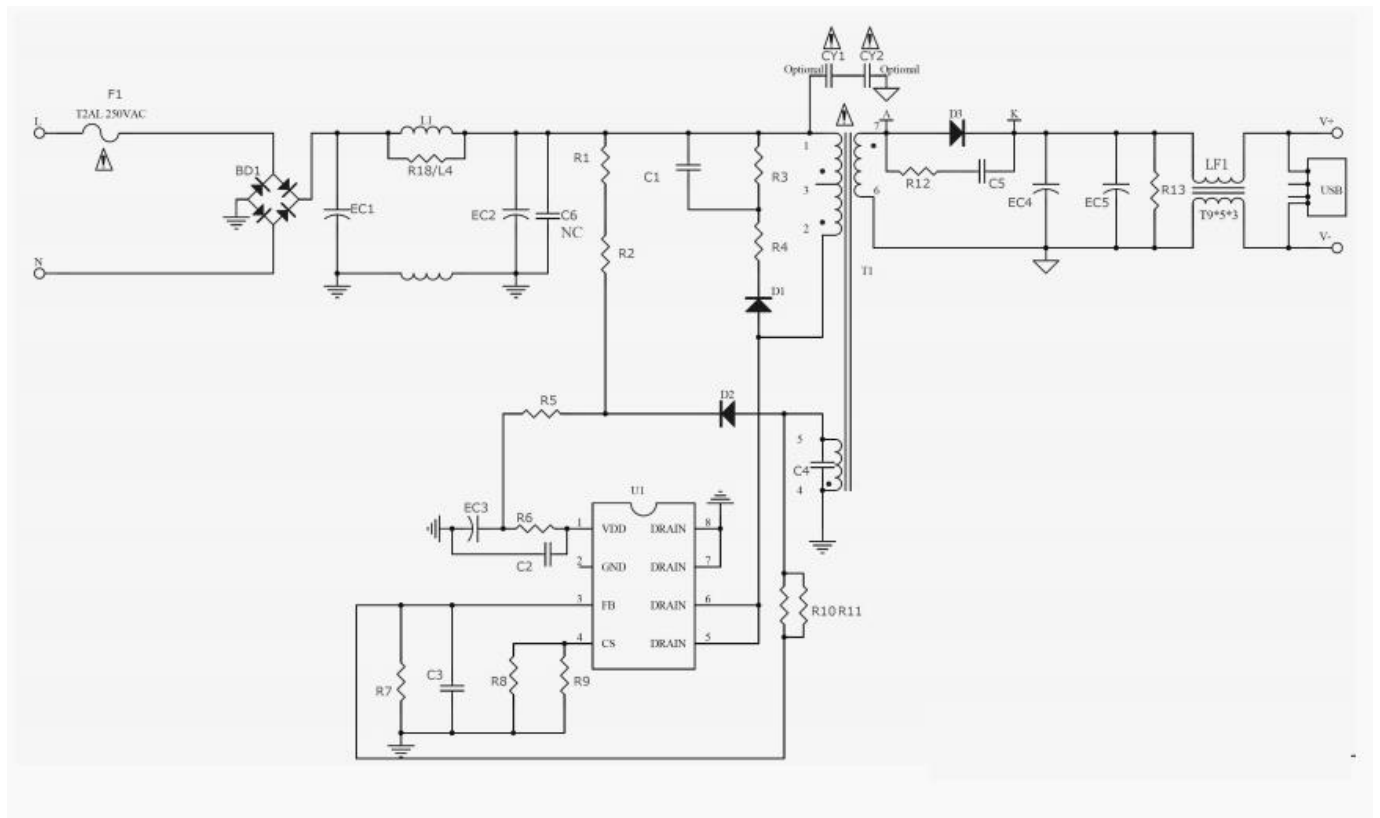 CY1 CY2
Optional Optional
F1
T2AL 250VAC
L
L1
R18/L4
BD1
EC1
EC2
C6
NC
R1
R2
C1
R3
R4
D1
1
3
2
7
6
A
D3
K
R12
C5
EC4
EC5
R13
LF1
T9*5*3
V+
USB
V-
N
T1
R5
D2
5
C4
4
U1
EC3
R6
C2
1 VDD DRAIN 8
2 GND DRAIN 7
3 FB DRAIN 6
4 CS DRAIN 5
R10R11
R7
C3
R8
R9